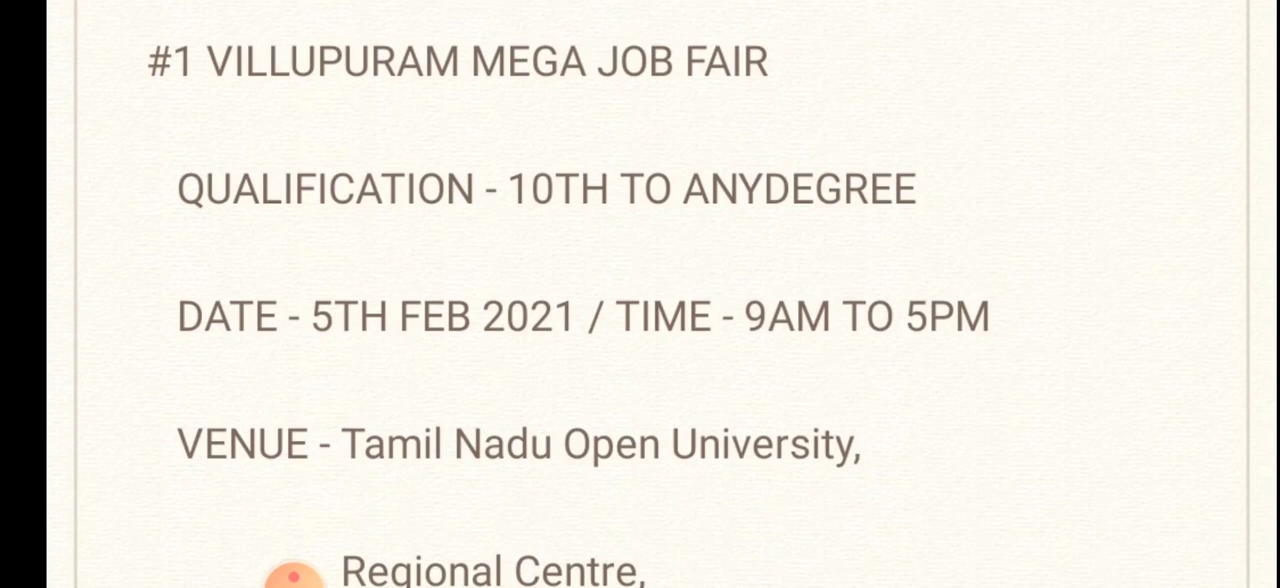 #1 VILLUPURAM MEGA JOB FAIR
QUALIFICATION - 10TH TO ANYDEGREE
DATE - 5TH FEB 2021 / TIME - 9AM TO 5PM
VENUE - Tamil Nadu Open University,
Regional Centre,